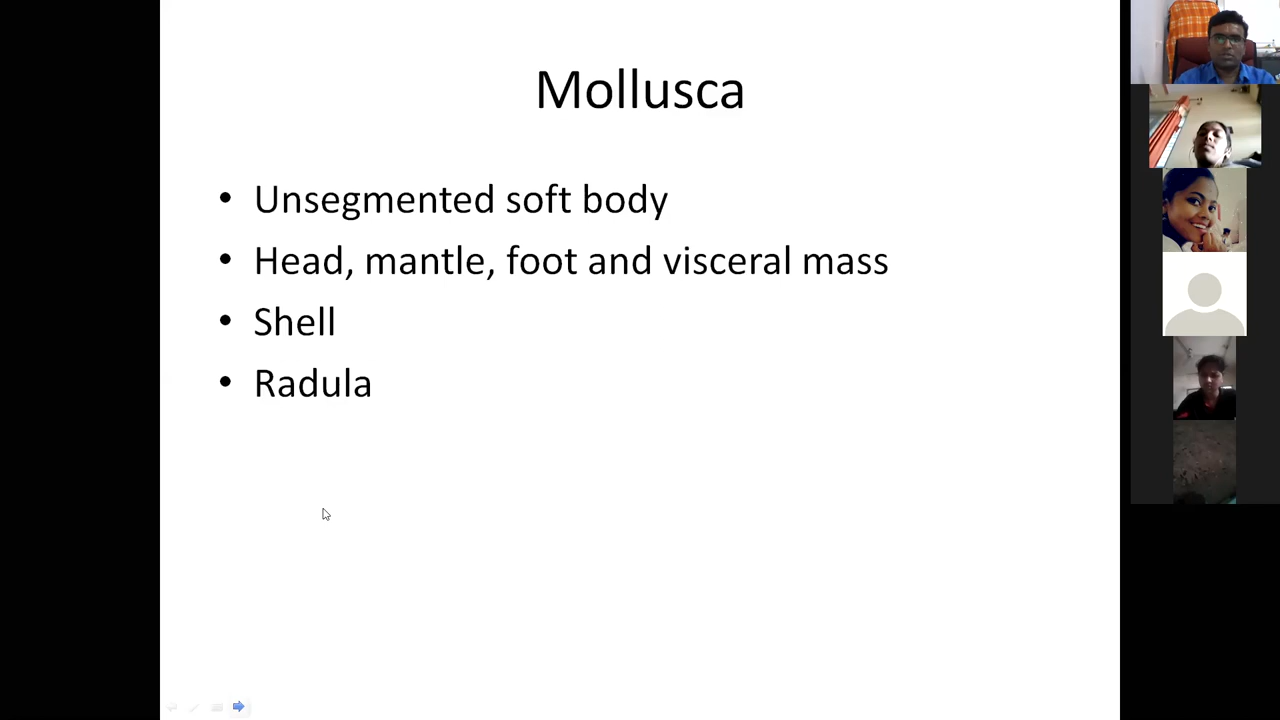 Mollusca
• Unsegmented soft body
• Head, mantle, foot and visceral mass
• Shell
• Radula